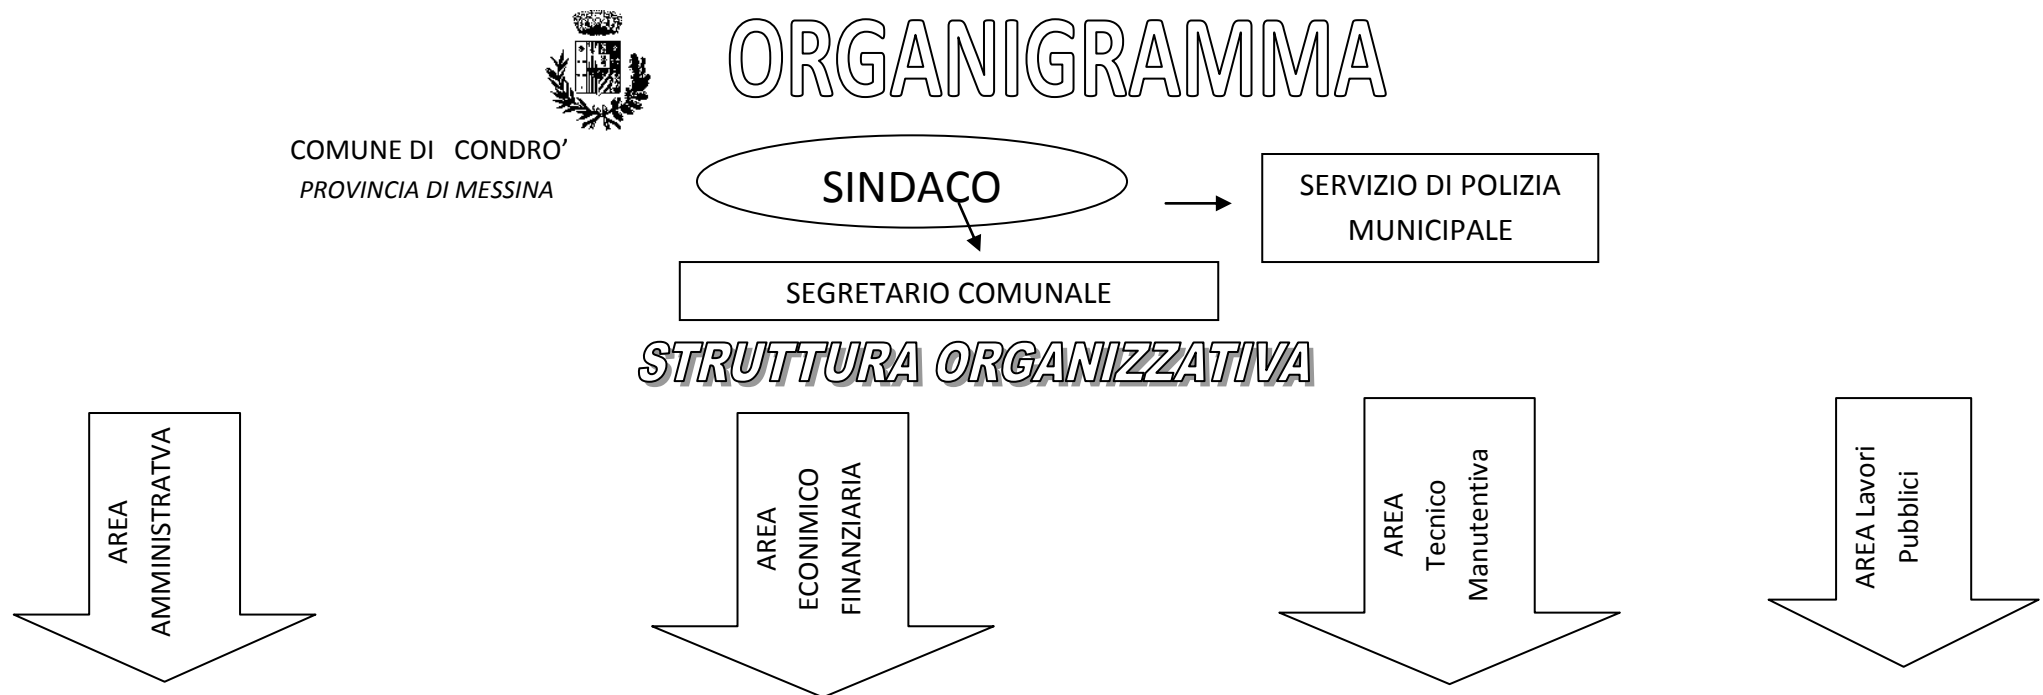 ORGANIGRAMMA
COMUNE DI CONDRO’
PROVINCIA DI MESSINA
SINDACO
SERVIZIO DI POLIZIA
MUNICIPALE
SEGRETARIO COMUNALE
STRUTTURA ORGANIZZATIVA
AREA
AMMINISTRATVA
AREA
ECONIMICO
FINANZIARIA
AREA
Tecnico
Manutentiva
AREA Lavori
Pubblici